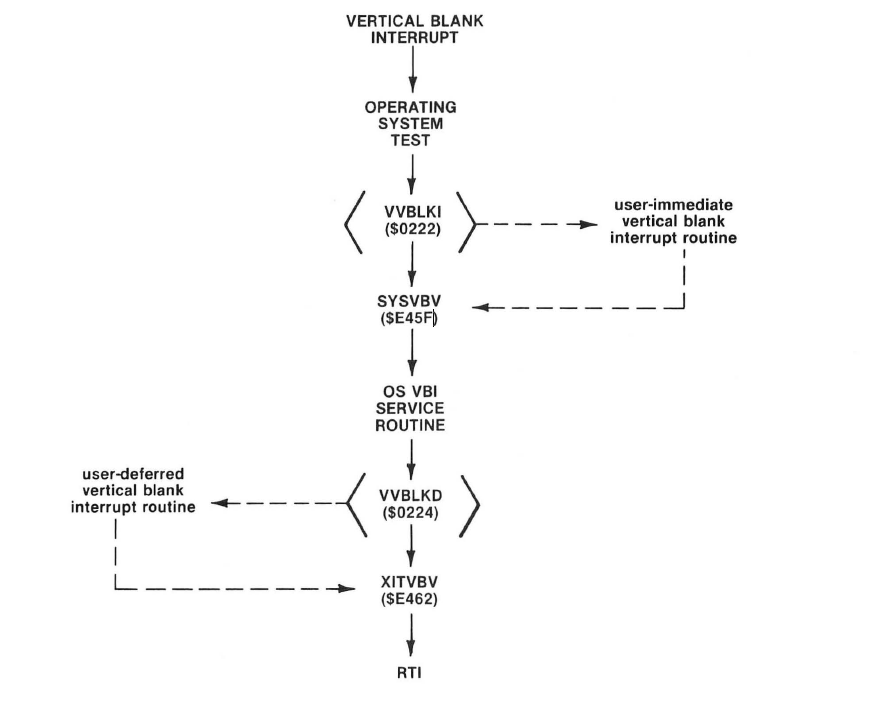 VERTICAL BLANK
INTERRUPT
OPERATING
SYSTEM
TEST
VVBLKI
($0222)
user-immediate
vertical blank
interrupt routine
SYSVBV
($E45F)
OS VBI
SERVICE
ROUTINE
user-deferred
vertical blank
interrupt routine
VVBLKD
($0224)
XITVBV
($E462)
RTI